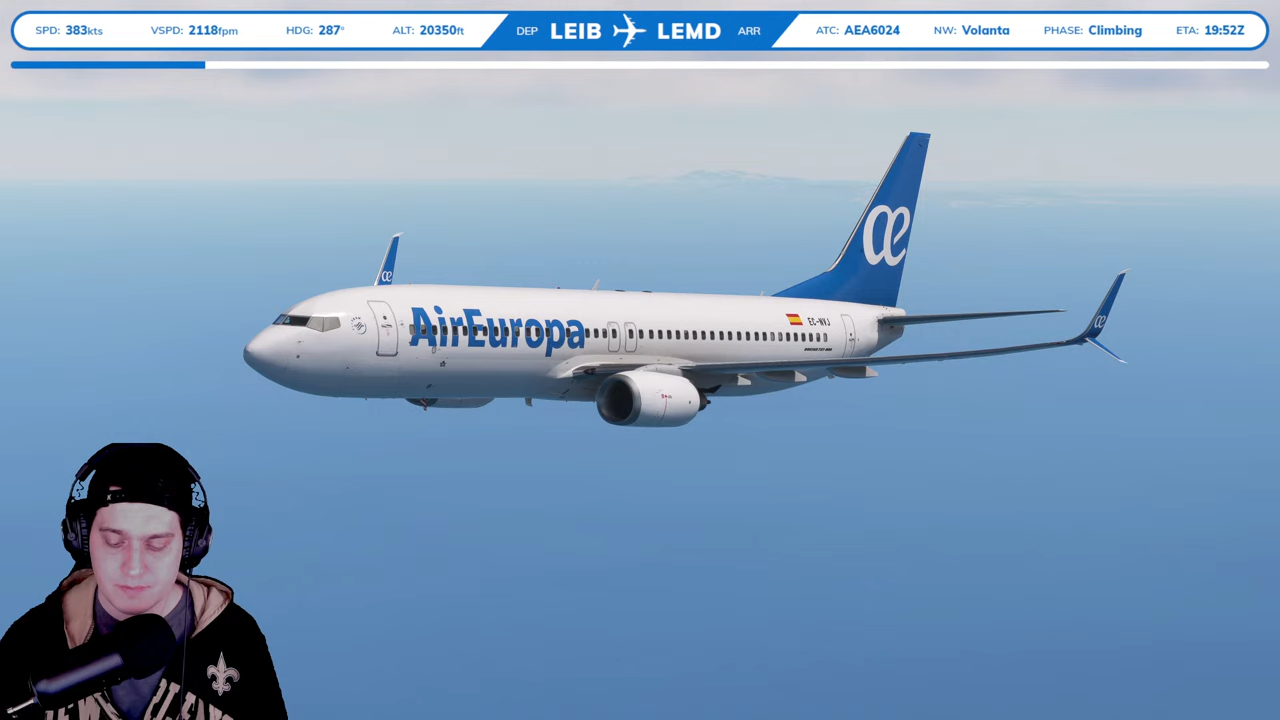 SPD: 383kts VSPD: 2118fpm HDG: 287° ALT: 20350ft DEP LEIB LEMD ARR ATC: AEA6024 NW: Volanta PHASE: Climbing ETA: 19:52Z
æ
æ
AirEuropa
EC-NVJ
æ